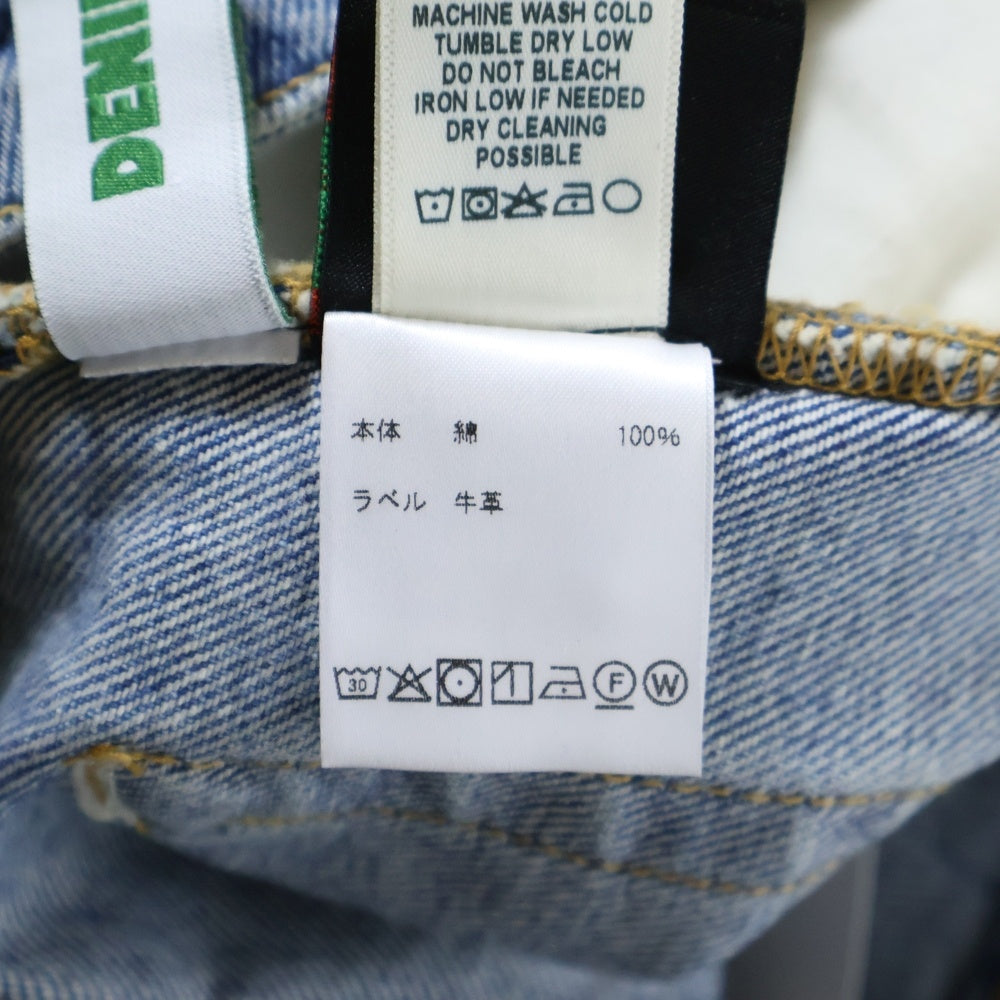 DENIM
MACHINE WASH COLD
TUMBLE DRY LOW
DO NOT BLEACH
IRON LOW IF NEEDED
DRY CLEANING
POSSIBLE
本体 綿 100%
ラベル 牛革
30 F W